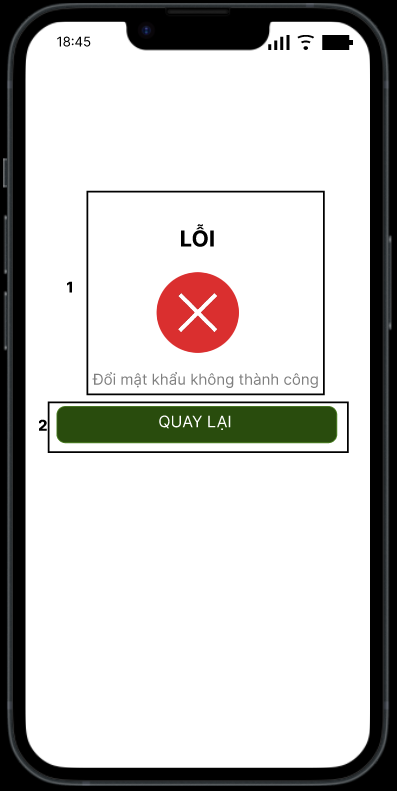 18:45
LỖI
1
Đổi mật khẩu không thành công
2
QUAY LẠI